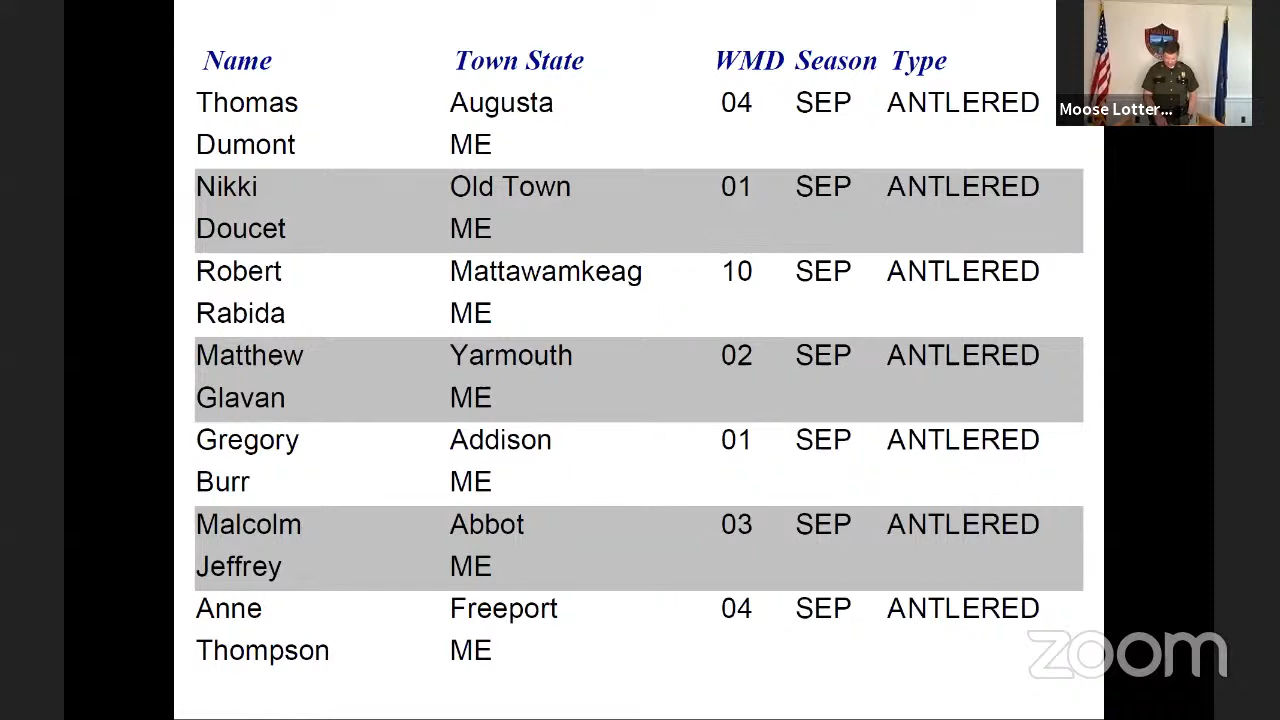 Name Town State WMD Season Type
Thomas Augusta 04 SEP ANTLERED
Dumont ME
Nikki Old Town 01 SEP ANTLERED
Doucet ME
Robert Mattawamkeag 10 SEP ANTLERED
Rabida ME
Matthew Yarmouth 02 SEP ANTLERED
Glavan ME
Gregory Addison 01 SEP ANTLERED
Burr ME
Malcolm Abbot 03 SEP ANTLERED
Jeffrey ME
Anne Freeport 04 SEP ANTLERED
Thompson ME
MAINE
Moose Lotter...
zoom